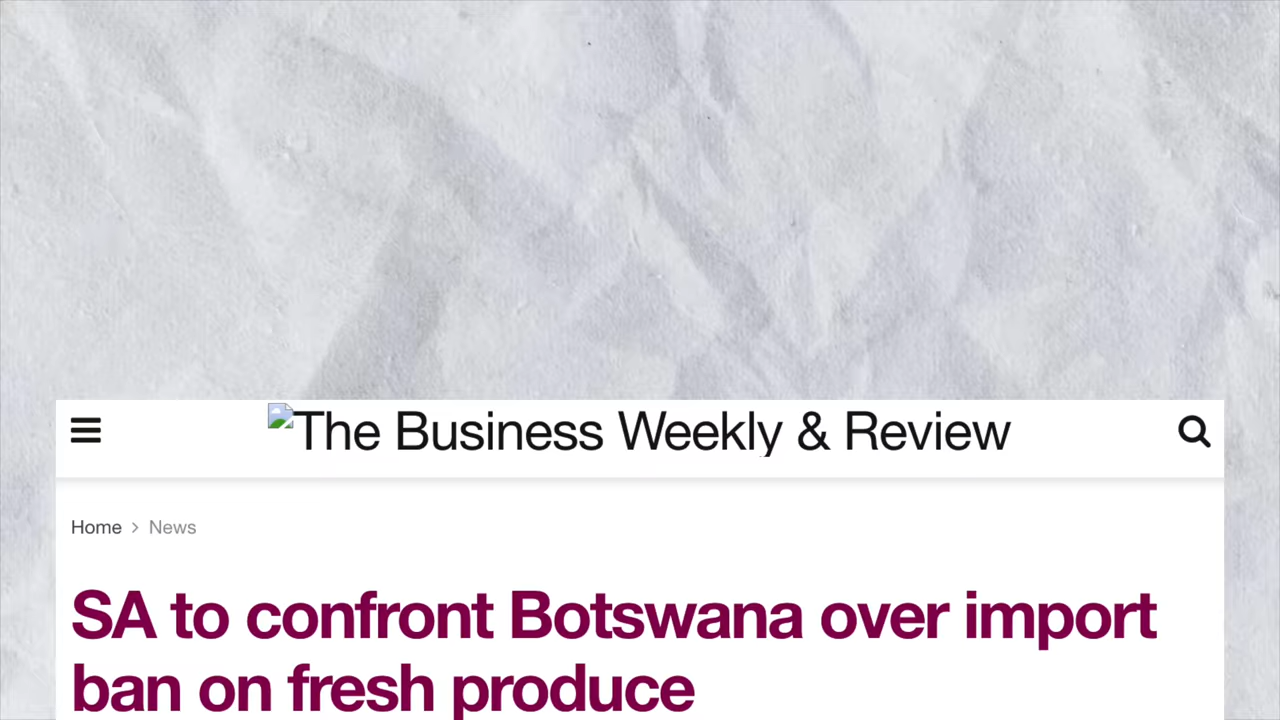 The Business Weekly & Review
Home > News
SA to confront Botswana over import
ban on fresh produce